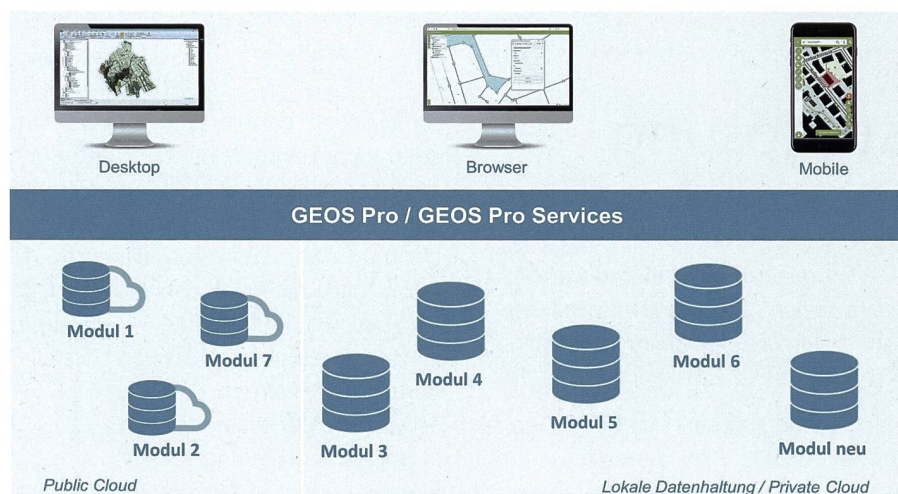 Desktop
Browser
Mobile
GEOS Pro / GEOS Pro Services
Modul 1
Modul 7
Modul 2
Modul 3
Modul 4
Modul 5
Modul 6
Modul neu
Public Cloud
Lokale Datenhaltung / Private Cloud